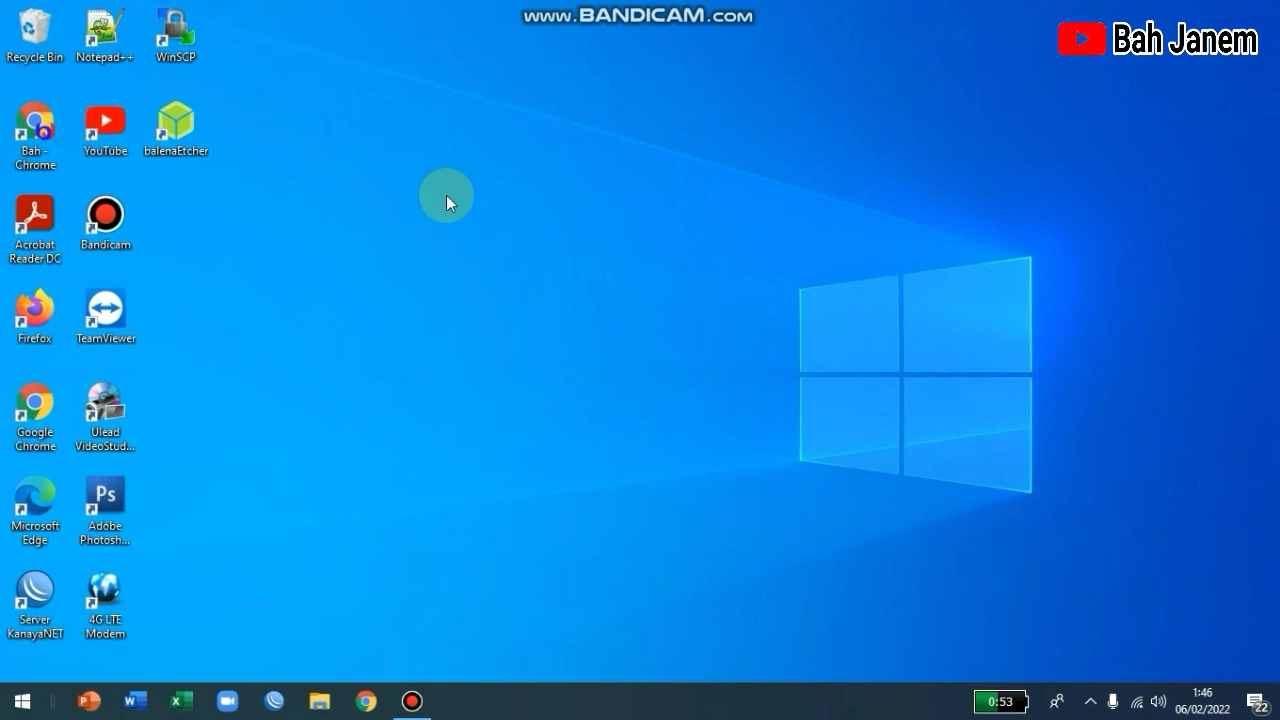 www.BANDICAM.com
Bah Janem
Recycle Bin
Notepad++
WinSCP
Bah -
Chrome
YouTube
balenaEtcher
Acrobat
Reader DC
Bandicam
Firefox
TeamViewer
Google
Chrome
Ulead
VideoStud...
Microsoft
Edge
Ps
Adobe
Photosh...
Server
KanayaNET
4G LTE
Modem
0:53
1:46
06/02/2022
22